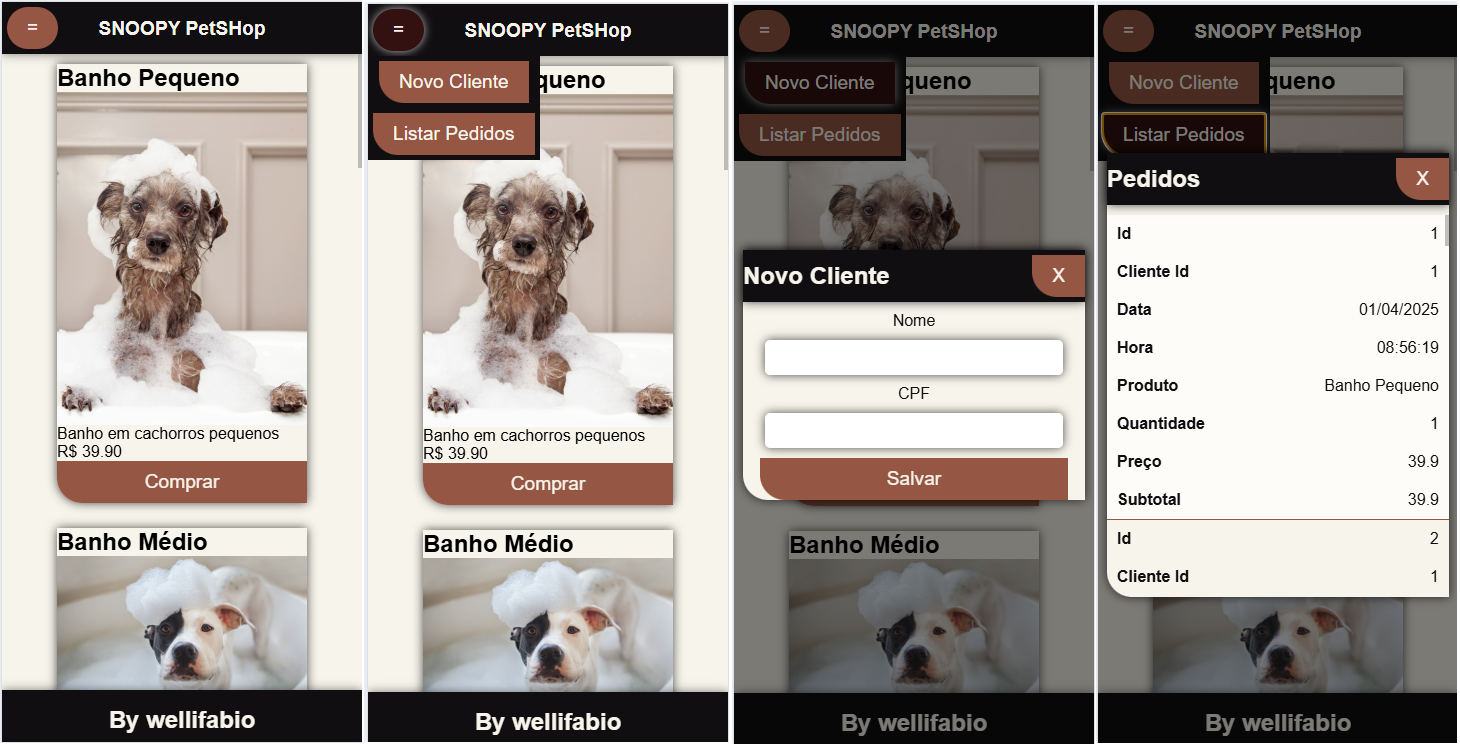 =
SNOOPY PetSHop
Banho Pequeno
Banho em cachorros pequenos
R$ 39.90
Comprar
Banho Médio
By wellifabio
=
SNOOPY PetSHop
Novo Cliente
queno
Listar Pedidos
Banho em cachorros pequenos
R$ 39.90
Comprar
Banho Médio
By wellifabio
=
SNOOPY PetSHop
Novo Cliente
queno
Listar Pedidos
Novo Cliente
X
Nome
CPF
Salvar
Banho Médio
By wellifabio
=
SNOOPY PetSHop
Novo Cliente
queno
Listar Pedidos
Pedidos
X
Id 1
Cliente Id 1
Data 01/04/2025
Hora 08:56:19
Produto Banho Pequeno
Quantidade 1
Preço 39.9
Subtotal 39.9
Id 2
Cliente Id 1
By wellifabio